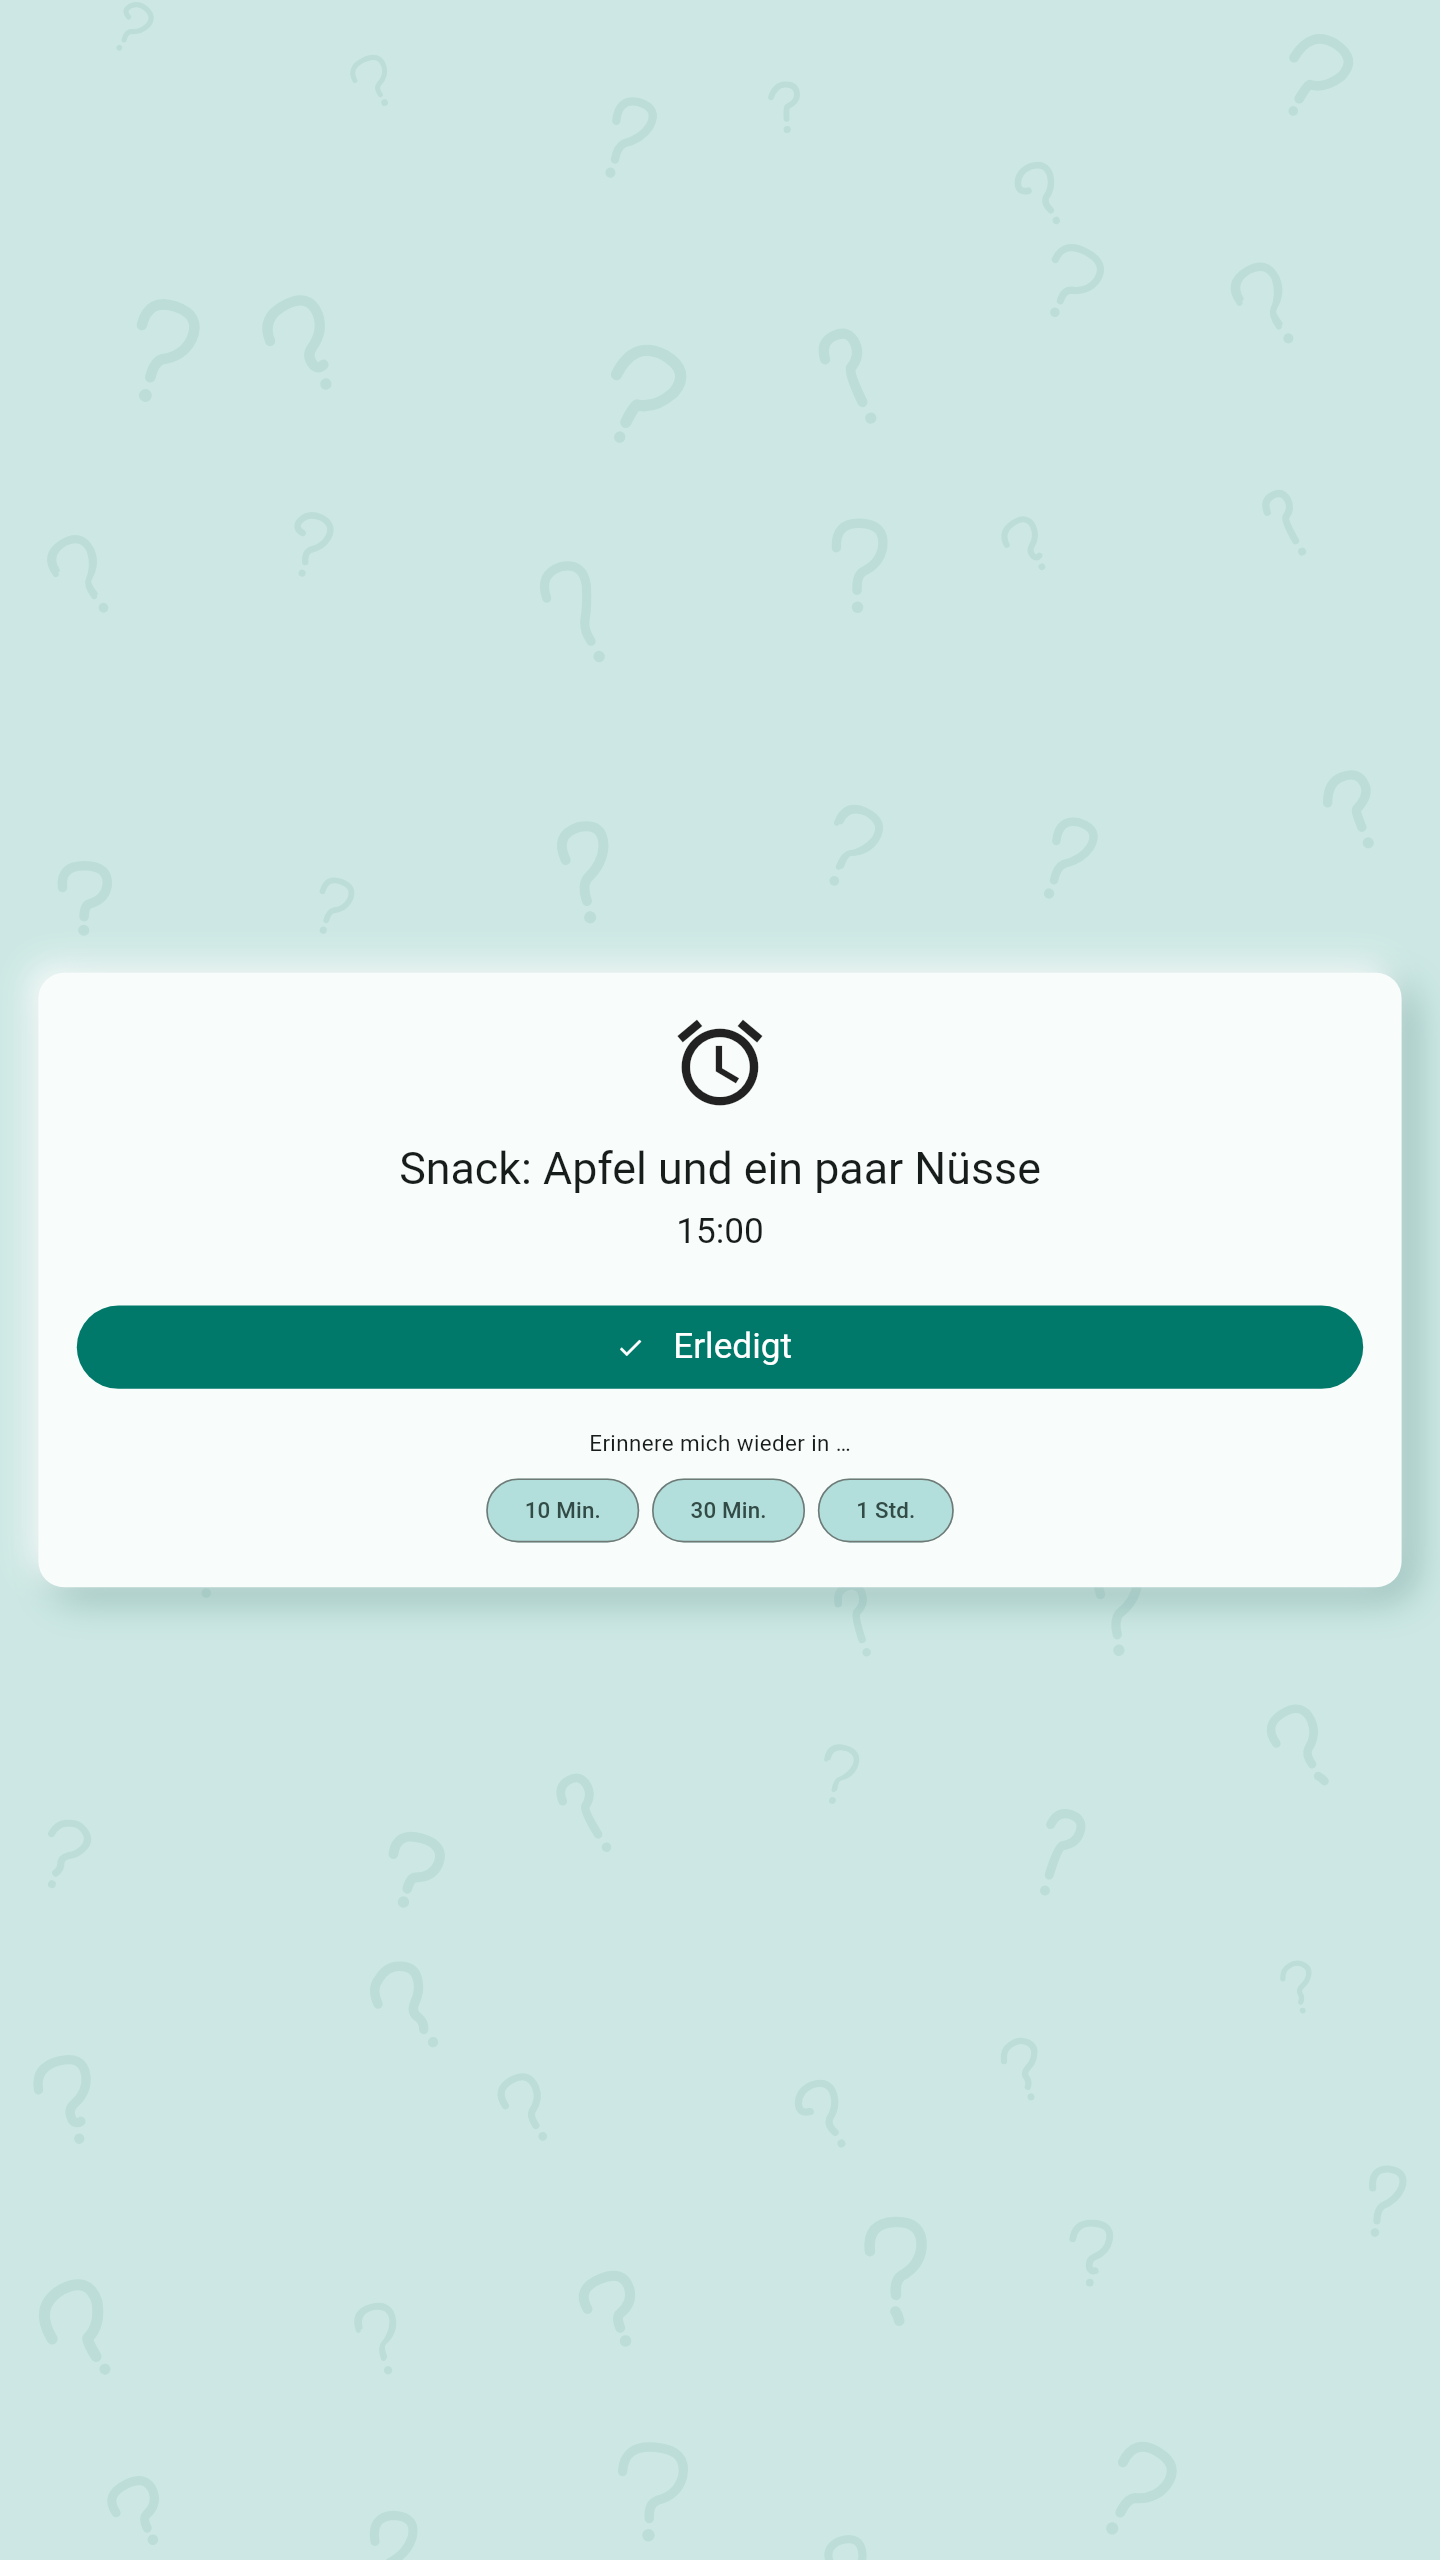 Snack: Apfel und ein paar Nüsse
15:00
Erledigt
Erinnere mich wieder in …
10 Min. 30 Min. 1 Std.